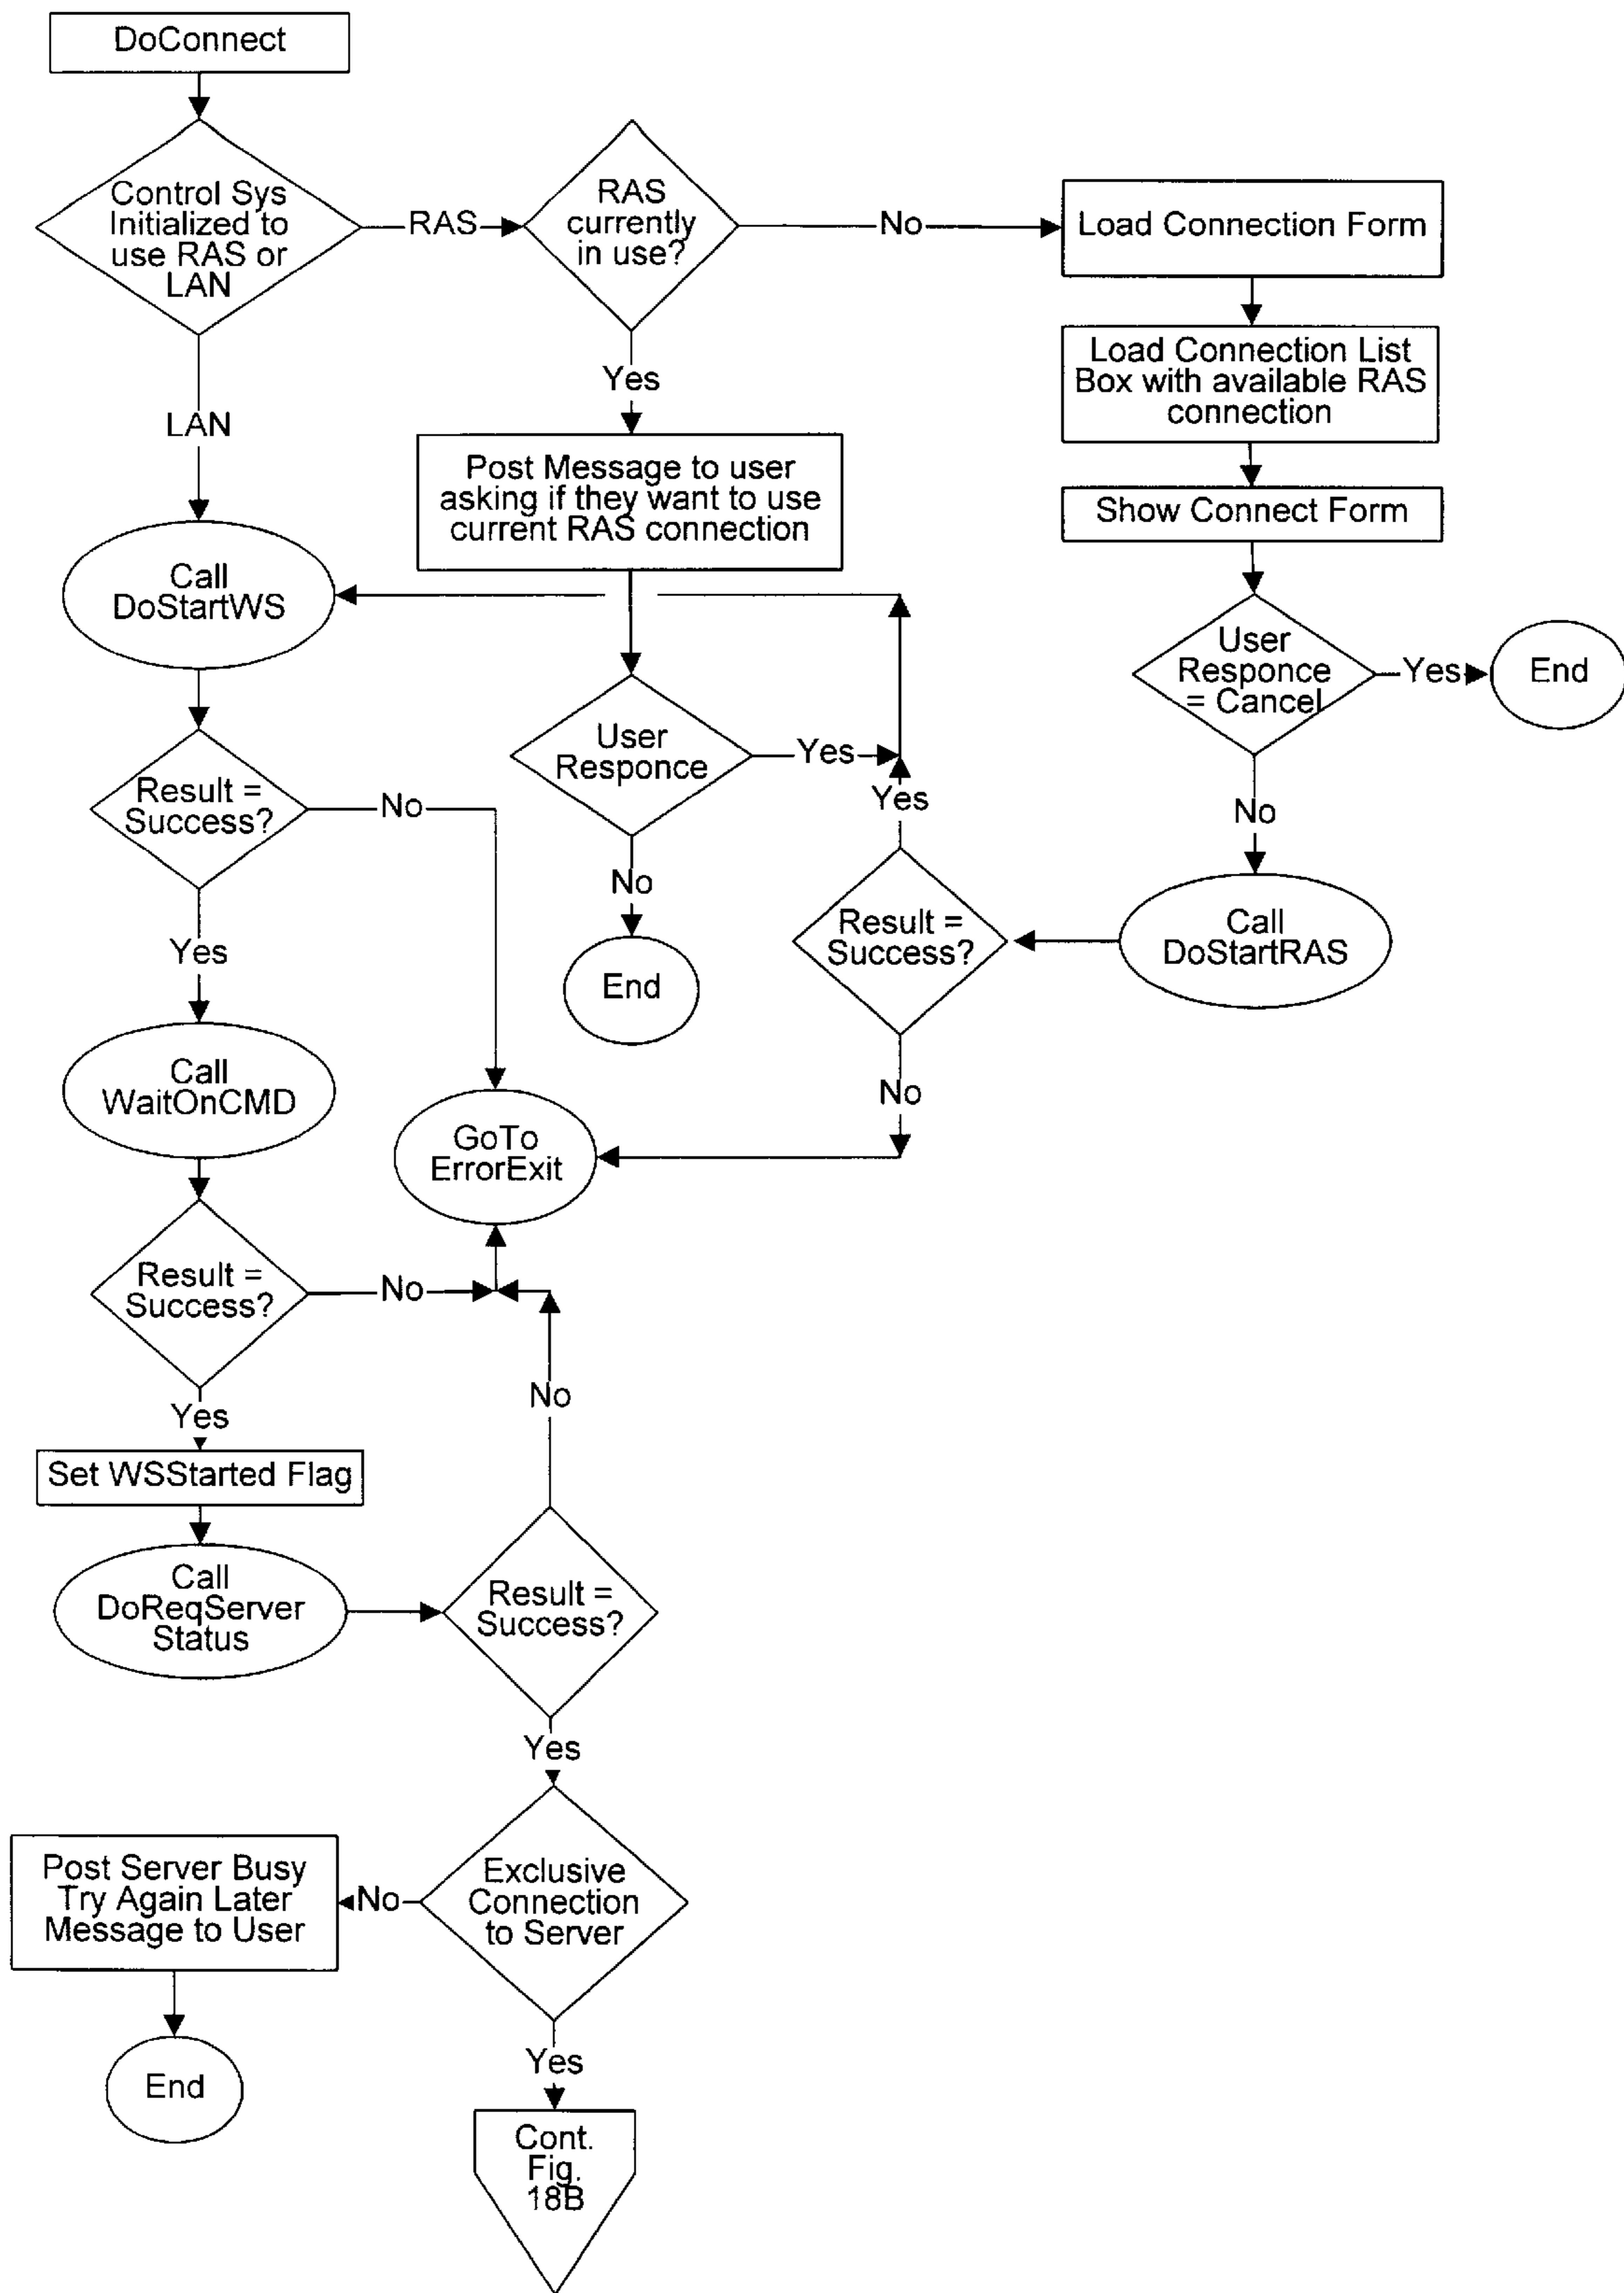 DoConnect
Control Sys
Initialized to
use RAS or
LAN
RAS
RAS
currently
in use?
No
Load Connection Form
Load Connection List
Box with available RAS
connection
Show Connect Form
User
Responce
= Cancel
Yes
End
No
Call
DoStartRAS
Yes
Post Message to user
asking if they want to use
current RAS connection
User
Responce
Yes
No
End
Yes
Result =
Success?
No
LAN
Call
DoStartWS
Result =
Success?
No
Yes
Call
WaitOnCMD
GoTo
ErrorExit
Result =
Success?
No
Yes
Set WSStarted Flag
Call
DoReqServer
Status
No
Result =
Success?
Yes
Exclusive
Connection
to Server
No
Post Server Busy
Try Again Later
Message to User
End
Yes
Cont.
Fig.
18B